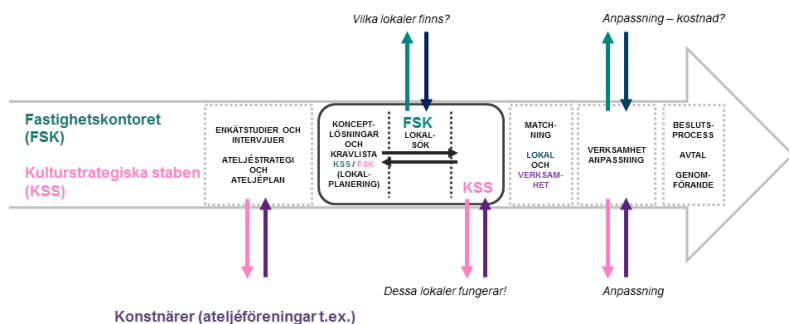 Vilka lokaler finns?
Anpassning – kostnad?
Fastighetskontoret
(FSK)
Kulturstrategiska staben
(KSS)
ENKÄTSTUDIER OCH
INTERVJUER
ATELJÉSTRATEGI
OCH
ATELJÉPLAN
KONCEPT-
LÖSNINGAR
OCH
KRAVLISTA
KSS / FSK
(LOKAL-
PLANERING)
FSK
LOKAL-
SÖK
KSS
MATCH-
NING
LOKAL
OCH
VERKSAM-
HET
VERKSAMHET
ANPASSNING
BESLUTS-
PROCESS
AVTAL
GENOM-
FÖRANDE
Dessa lokaler fungerar!
Anpassning
Konstnärer (ateljéföreningar t.ex.)